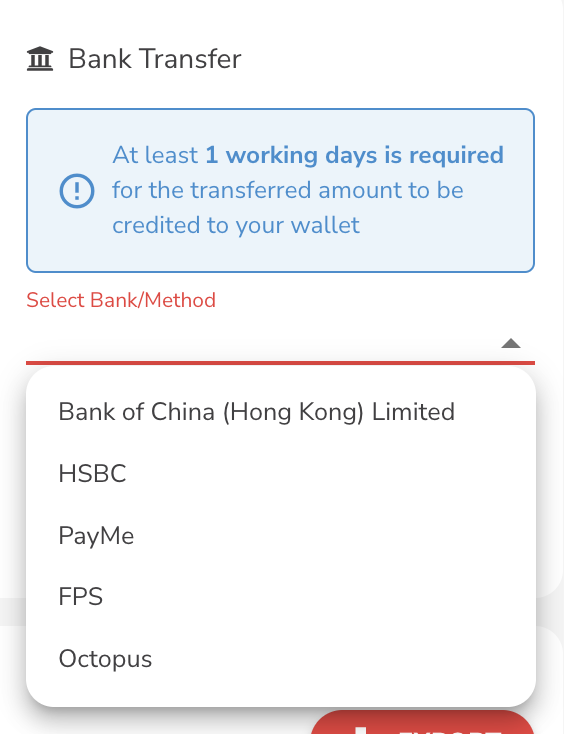 Bank Transfer
At least 1 working days is required
for the transferred amount to be
credited to your wallet
Select Bank/Method
Bank of China (Hong Kong) Limited
HSBC
PayMe
FPS
Octopus